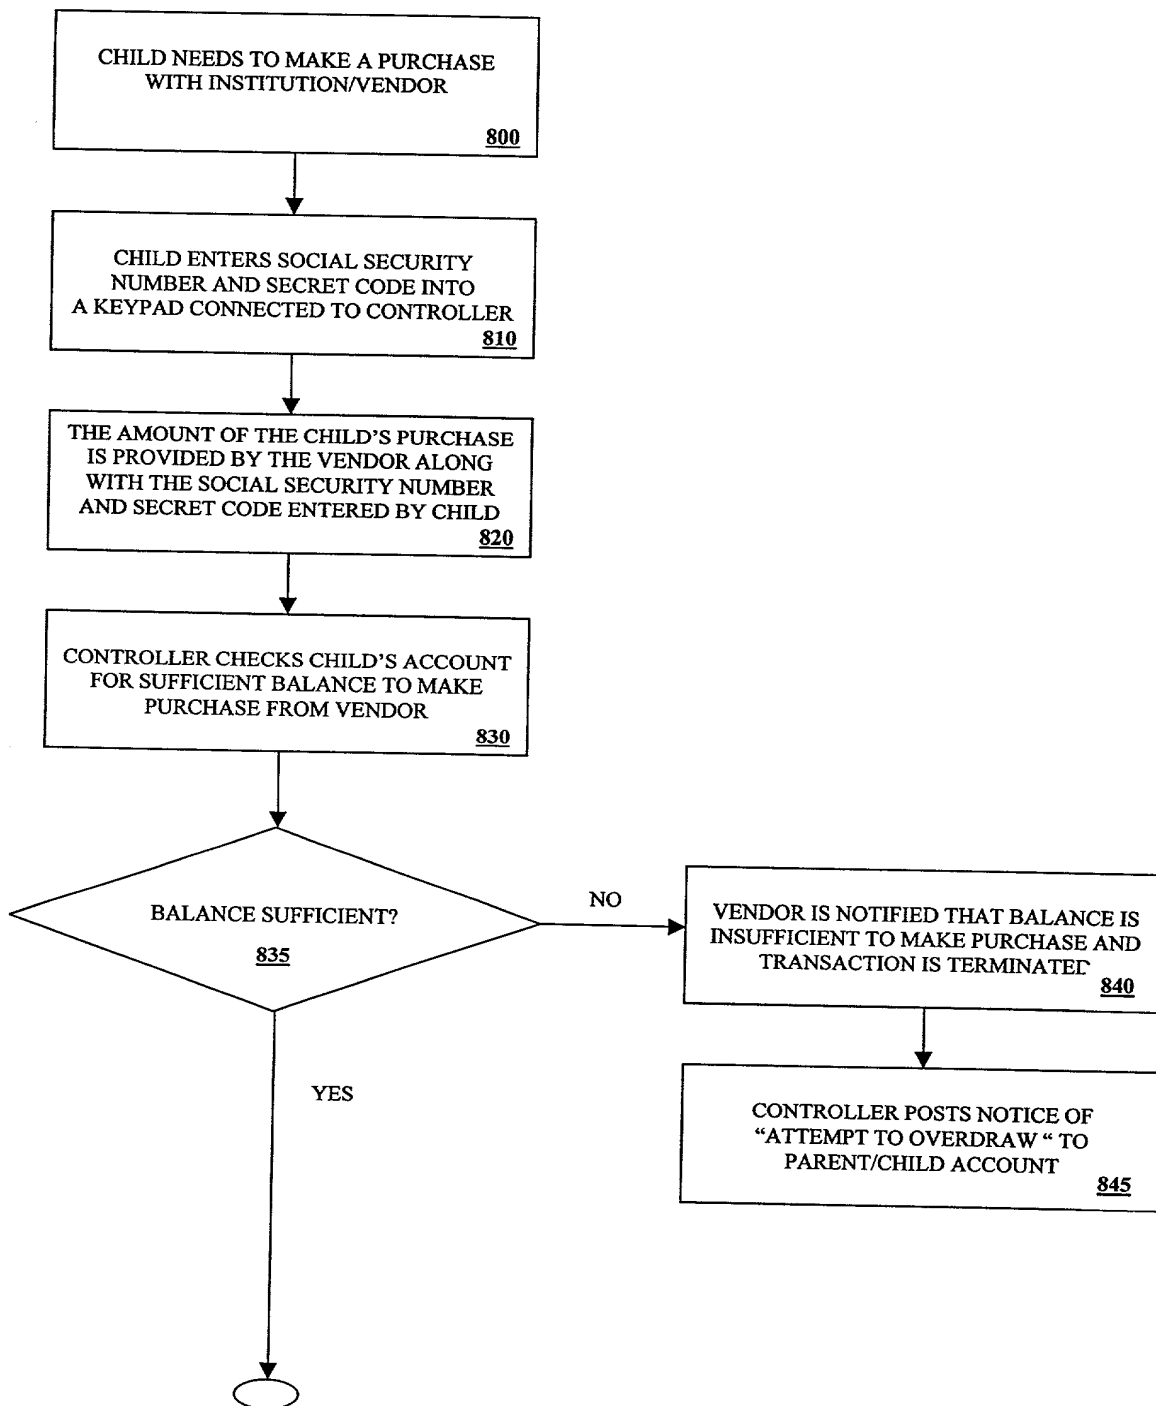 CHILD NEEDS TO MAKE A PURCHASE
WITH INSTITUTION/VENDOR
800
CHILD ENTERS SOCIAL SECURITY
NUMBER AND SECRET CODE INTO
A KEYPAD CONNECTED TO CONTROLLER
810
THE AMOUNT OF THE CHILD'S PURCHASE
IS PROVIDED BY THE VENDOR ALONG
WITH THE SOCIAL SECURITY NUMBER
AND SECRET CODE ENTERED BY CHILD
820
CONTROLLER CHECKS CHILD'S ACCOUNT
FOR SUFFICIENT BALANCE TO MAKE
PURCHASE FROM VENDOR
830
BALANCE SUFFICIENT?
835
NO
VENDOR IS NOTIFIED THAT BALANCE IS
INSUFFICIENT TO MAKE PURCHASE AND
TRANSACTION IS TERMINATED
840
YES
CONTROLLER POSTS NOTICE OF
"ATTEMPT TO OVERDRAW " TO
PARENT/CHILD ACCOUNT
845